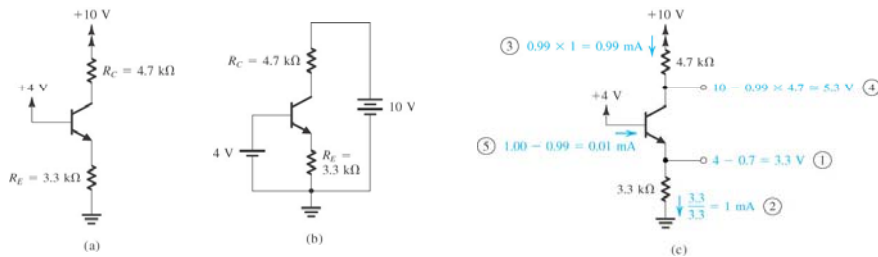 +10 V
R_C = 4.7 kΩ
+4 V
R_E = 3.3 kΩ
(a)
R_C = 4.7 kΩ
10 V
4 V
R_E =
3.3 kΩ
(b)
+10 V
③ 0.99 × 1 = 0.99 mA
4.7 kΩ
10 − 0.99 × 4.7 = 5.3 V ④
+4 V
⑤ 1.00 − 0.99 = 0.01 mA
4 − 0.7 = 3.3 V ①
3.3 kΩ
3.3
3.3
= 1 mA ②
(c)